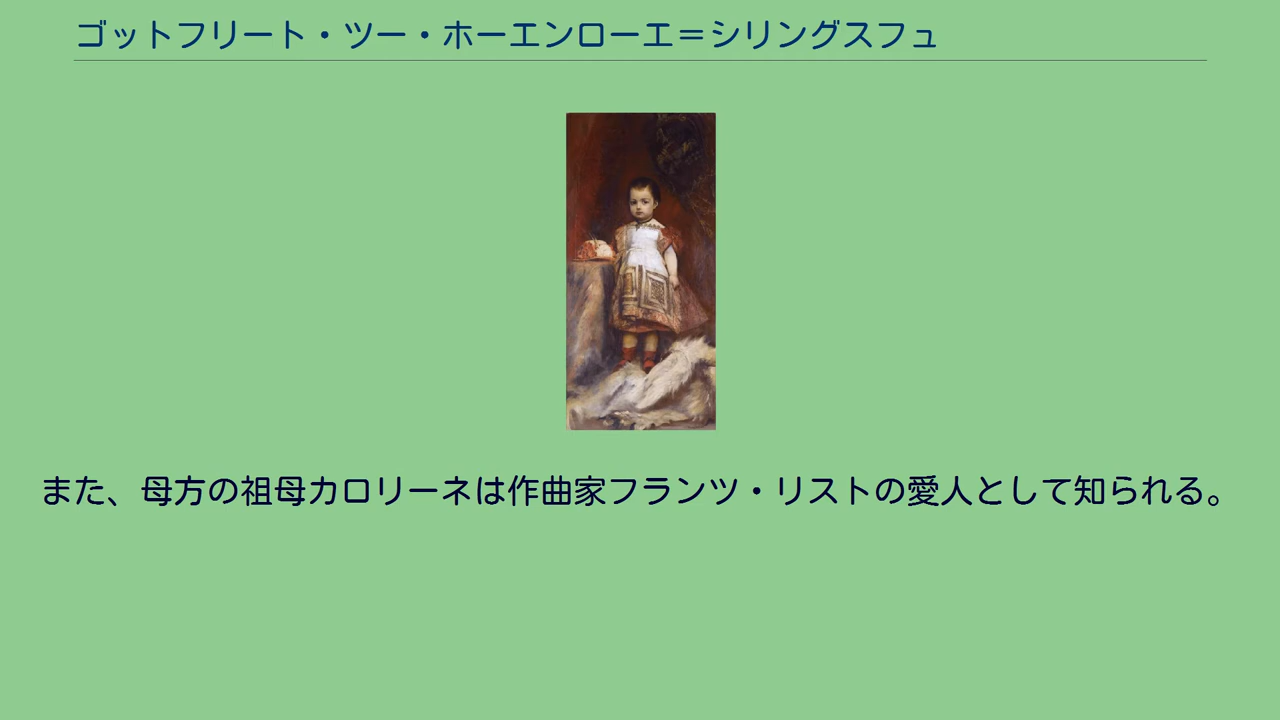 ゴットフリート・ツー・ホーエンローエ＝シリングスフュ
また、母方の祖母カロリーネは作曲家フランツ・リストの愛人として知られる。